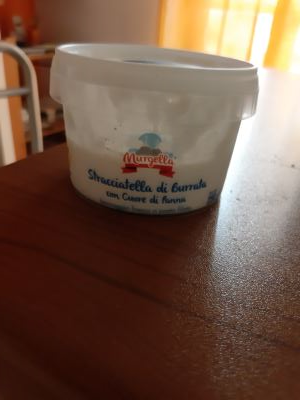 Murgella
Stracciatella di Burrata
con Cuore di Panna